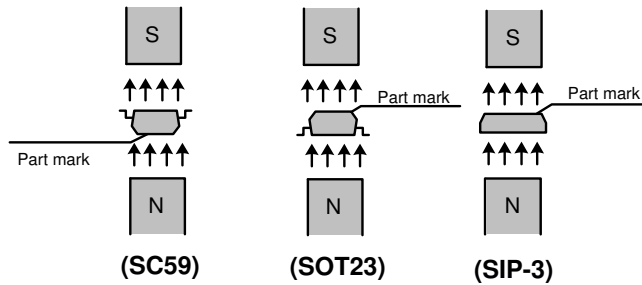 S S S
Part mark
Part mark
Part mark
N N N
(SC59) (SOT23) (SIP-3)